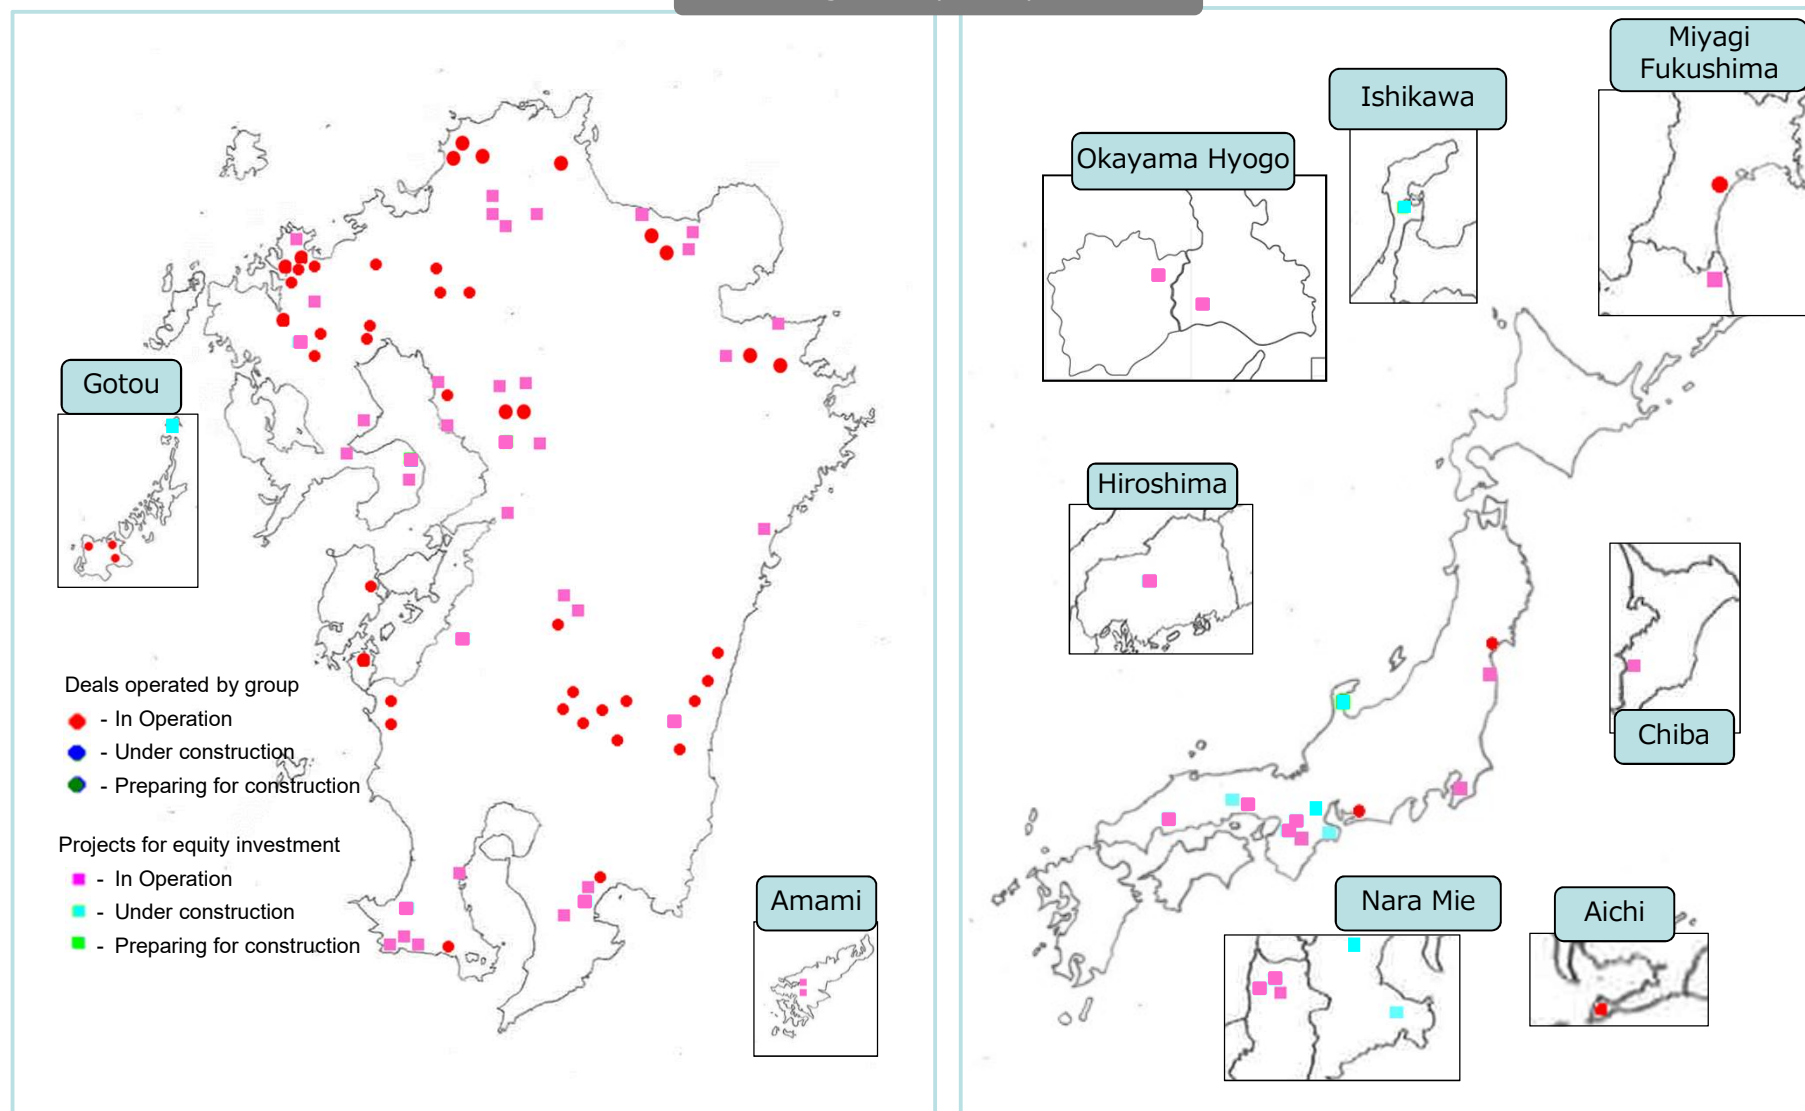 Gotou
Deals operated by group
- In Operation
- Under construction
- Preparing for construction
Projects for equity investment
- In Operation
- Under construction
- Preparing for construction
Amami
Okayama Hyogo
Ishikawa
Miyagi
Fukushima
Hiroshima
Chiba
Nara Mie
Aichi